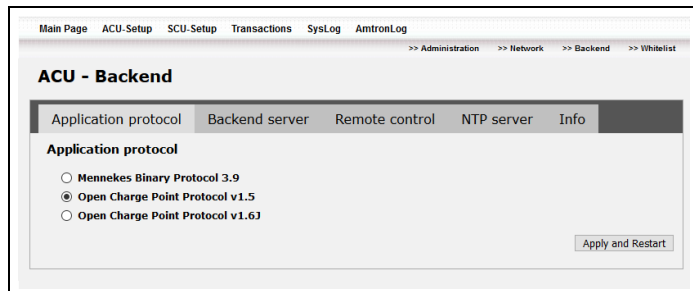 Main Page ACU-Setup SCU-Setup Transactions SysLog AmtronLog
>> Administration >> Network >> Backend >> Whitelist
ACU - Backend
Application protocol Backend server Remote control NTP server Info
Application protocol
Mennekes Binary Protocol 3.9
Open Charge Point Protocol v1.5
Open Charge Point Protocol v1.6J
Apply and Restart